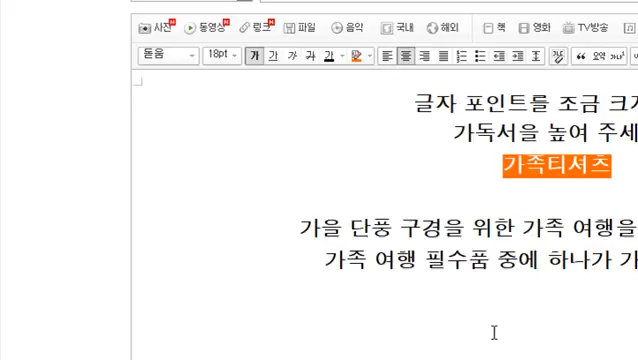 사진 동영상 링크 파일 음악 국내 해외 책 영화 TV방송
돋움 18pt 가 가 가 가 가 요약
글자 포인트를 조금
가독서을 높여 주세
가족티셔츠
가을 단풍 구경을 위한 가족 여행을
가족 여행 필수품 중에 하나가